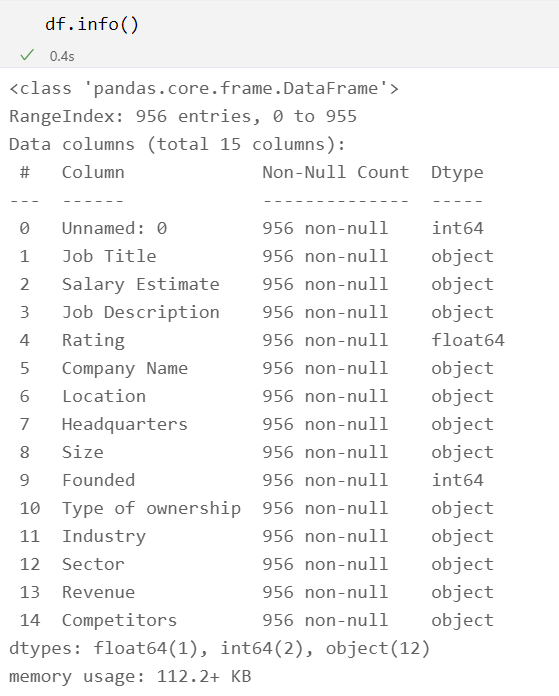 df.info()
0.4s
<class 'pandas.core.frame.DataFrame'>
RangeIndex: 956 entries, 0 to 955
Data columns (total 15 columns):
 #   Column             Non-Null Count  Dtype
---  ------             --------------  -----
 0   Unnamed: 0         956 non-null    int64
 1   Job Title          956 non-null    object
 2   Salary Estimate    956 non-null    object
 3   Job Description    956 non-null    object
 4   Rating             956 non-null    float64
 5   Company Name       956 non-null    object
 6   Location           956 non-null    object
 7   Headquarters       956 non-null    object
 8   Size               956 non-null    object
 9   Founded            956 non-null    int64
 10  Type of ownership  956 non-null    object
 11  Industry           956 non-null    object
 12  Sector             956 non-null    object
 13  Revenue            956 non-null    object
 14  Competitors        956 non-null    object
dtypes: float64(1), int64(2), object(12)
memory usage: 112.2+ KB